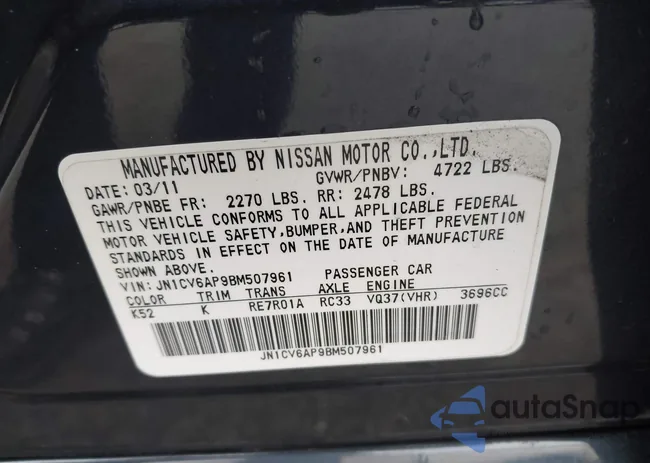 MANUFACTURED BY NISSAN MOTOR CO.,LTD.
DATE: 03/11 GVWR/PNBV: 4722 LBS.
GAWR/PNBE FR: 2270 LBS. RR: 2478 LBS.
THIS VEHICLE CONFORMS TO ALL APPLICABLE FEDERAL
MOTOR VEHICLE SAFETY,BUMPER,AND THEFT PREVENTION
STANDARDS IN EFFECT ON THE DATE OF MANUFACTURE
SHOWN ABOVE.
VIN: JN1CV6AP9BM507961 PASSENGER CAR
COLOR TRIM TRANS AXLE ENGINE
K52 K RE7R01A RC33 VQ37(VHR) 3696CC
JN1CV6AP9BM507961
autaSnap